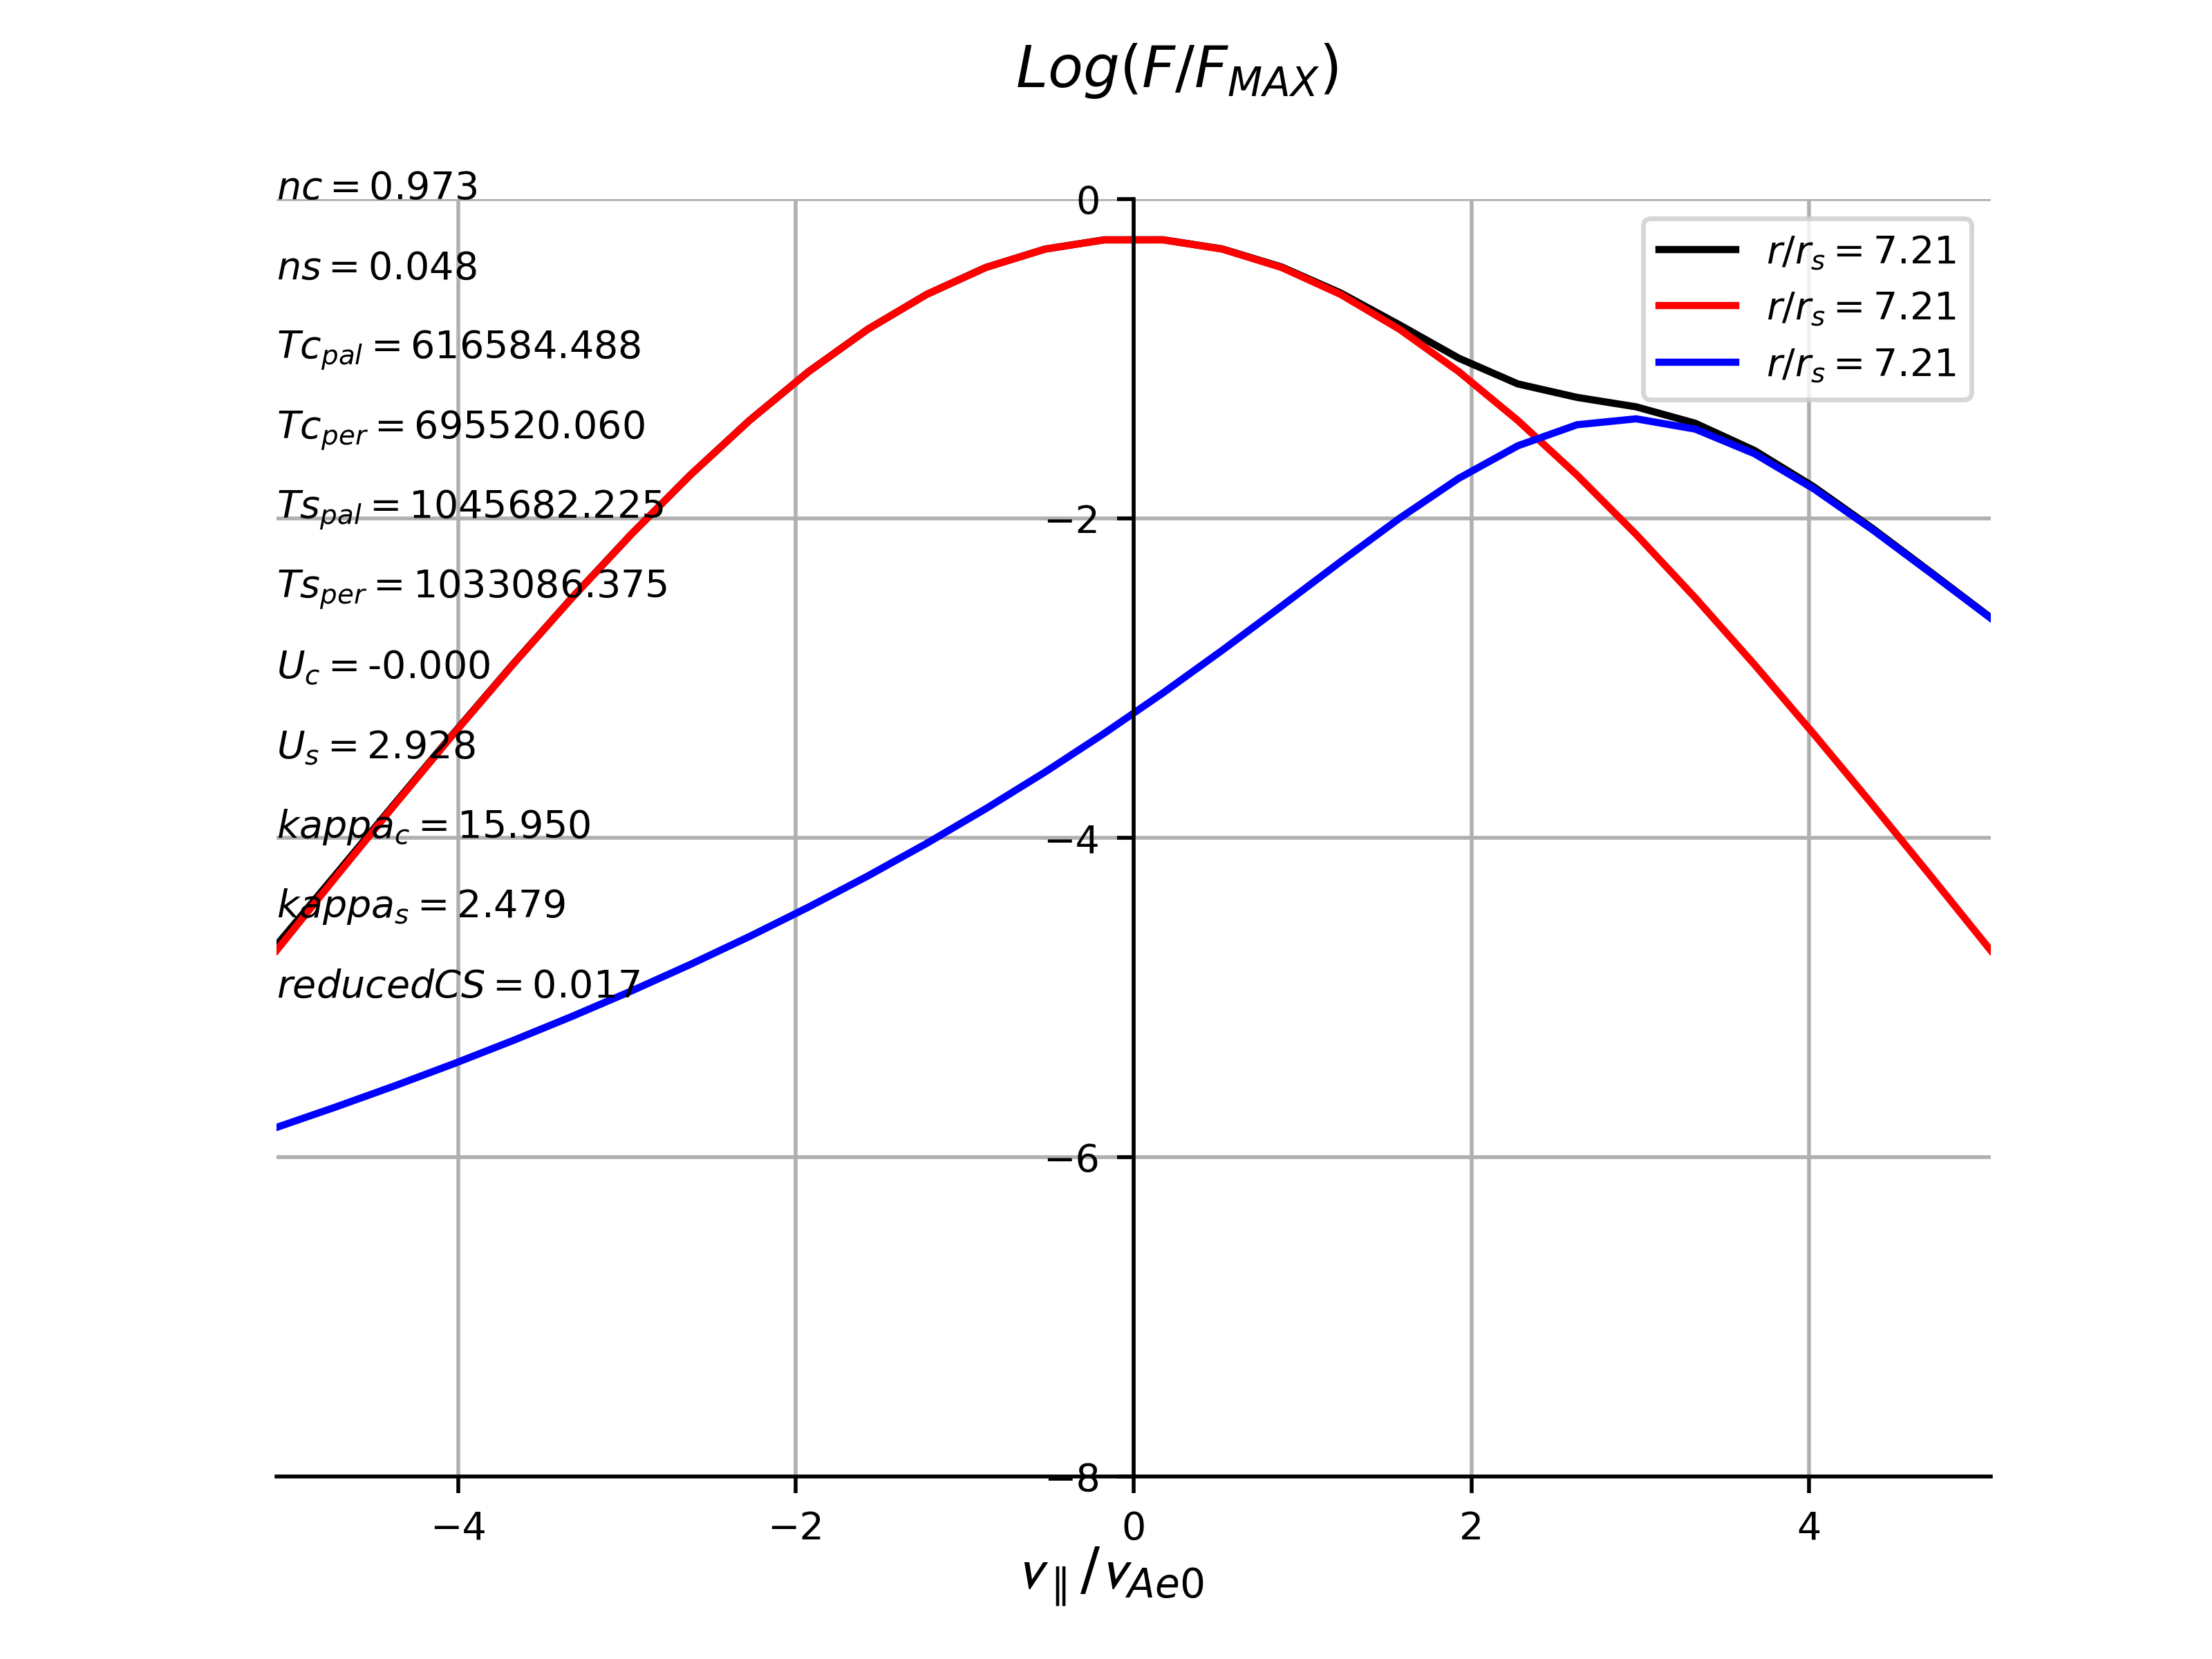 Log(F/F_MAX)
nc = 0.973
ns = 0.048
Tc_pal = 616584.488
Tc_per = 695520.060
Ts_pal = 1045682.225
Ts_per = 1033086.375
U_c = -0.000
U_s = 2.928
kappa_c = 15.950
kappa_s = 2.479
reducedCS = 0.017
0
−2
−4
−6
−8
r/r_s = 7.21
r/r_s = 7.21
r/r_s = 7.21
−4 −2 0 2 4
v_∥/v_Ae0